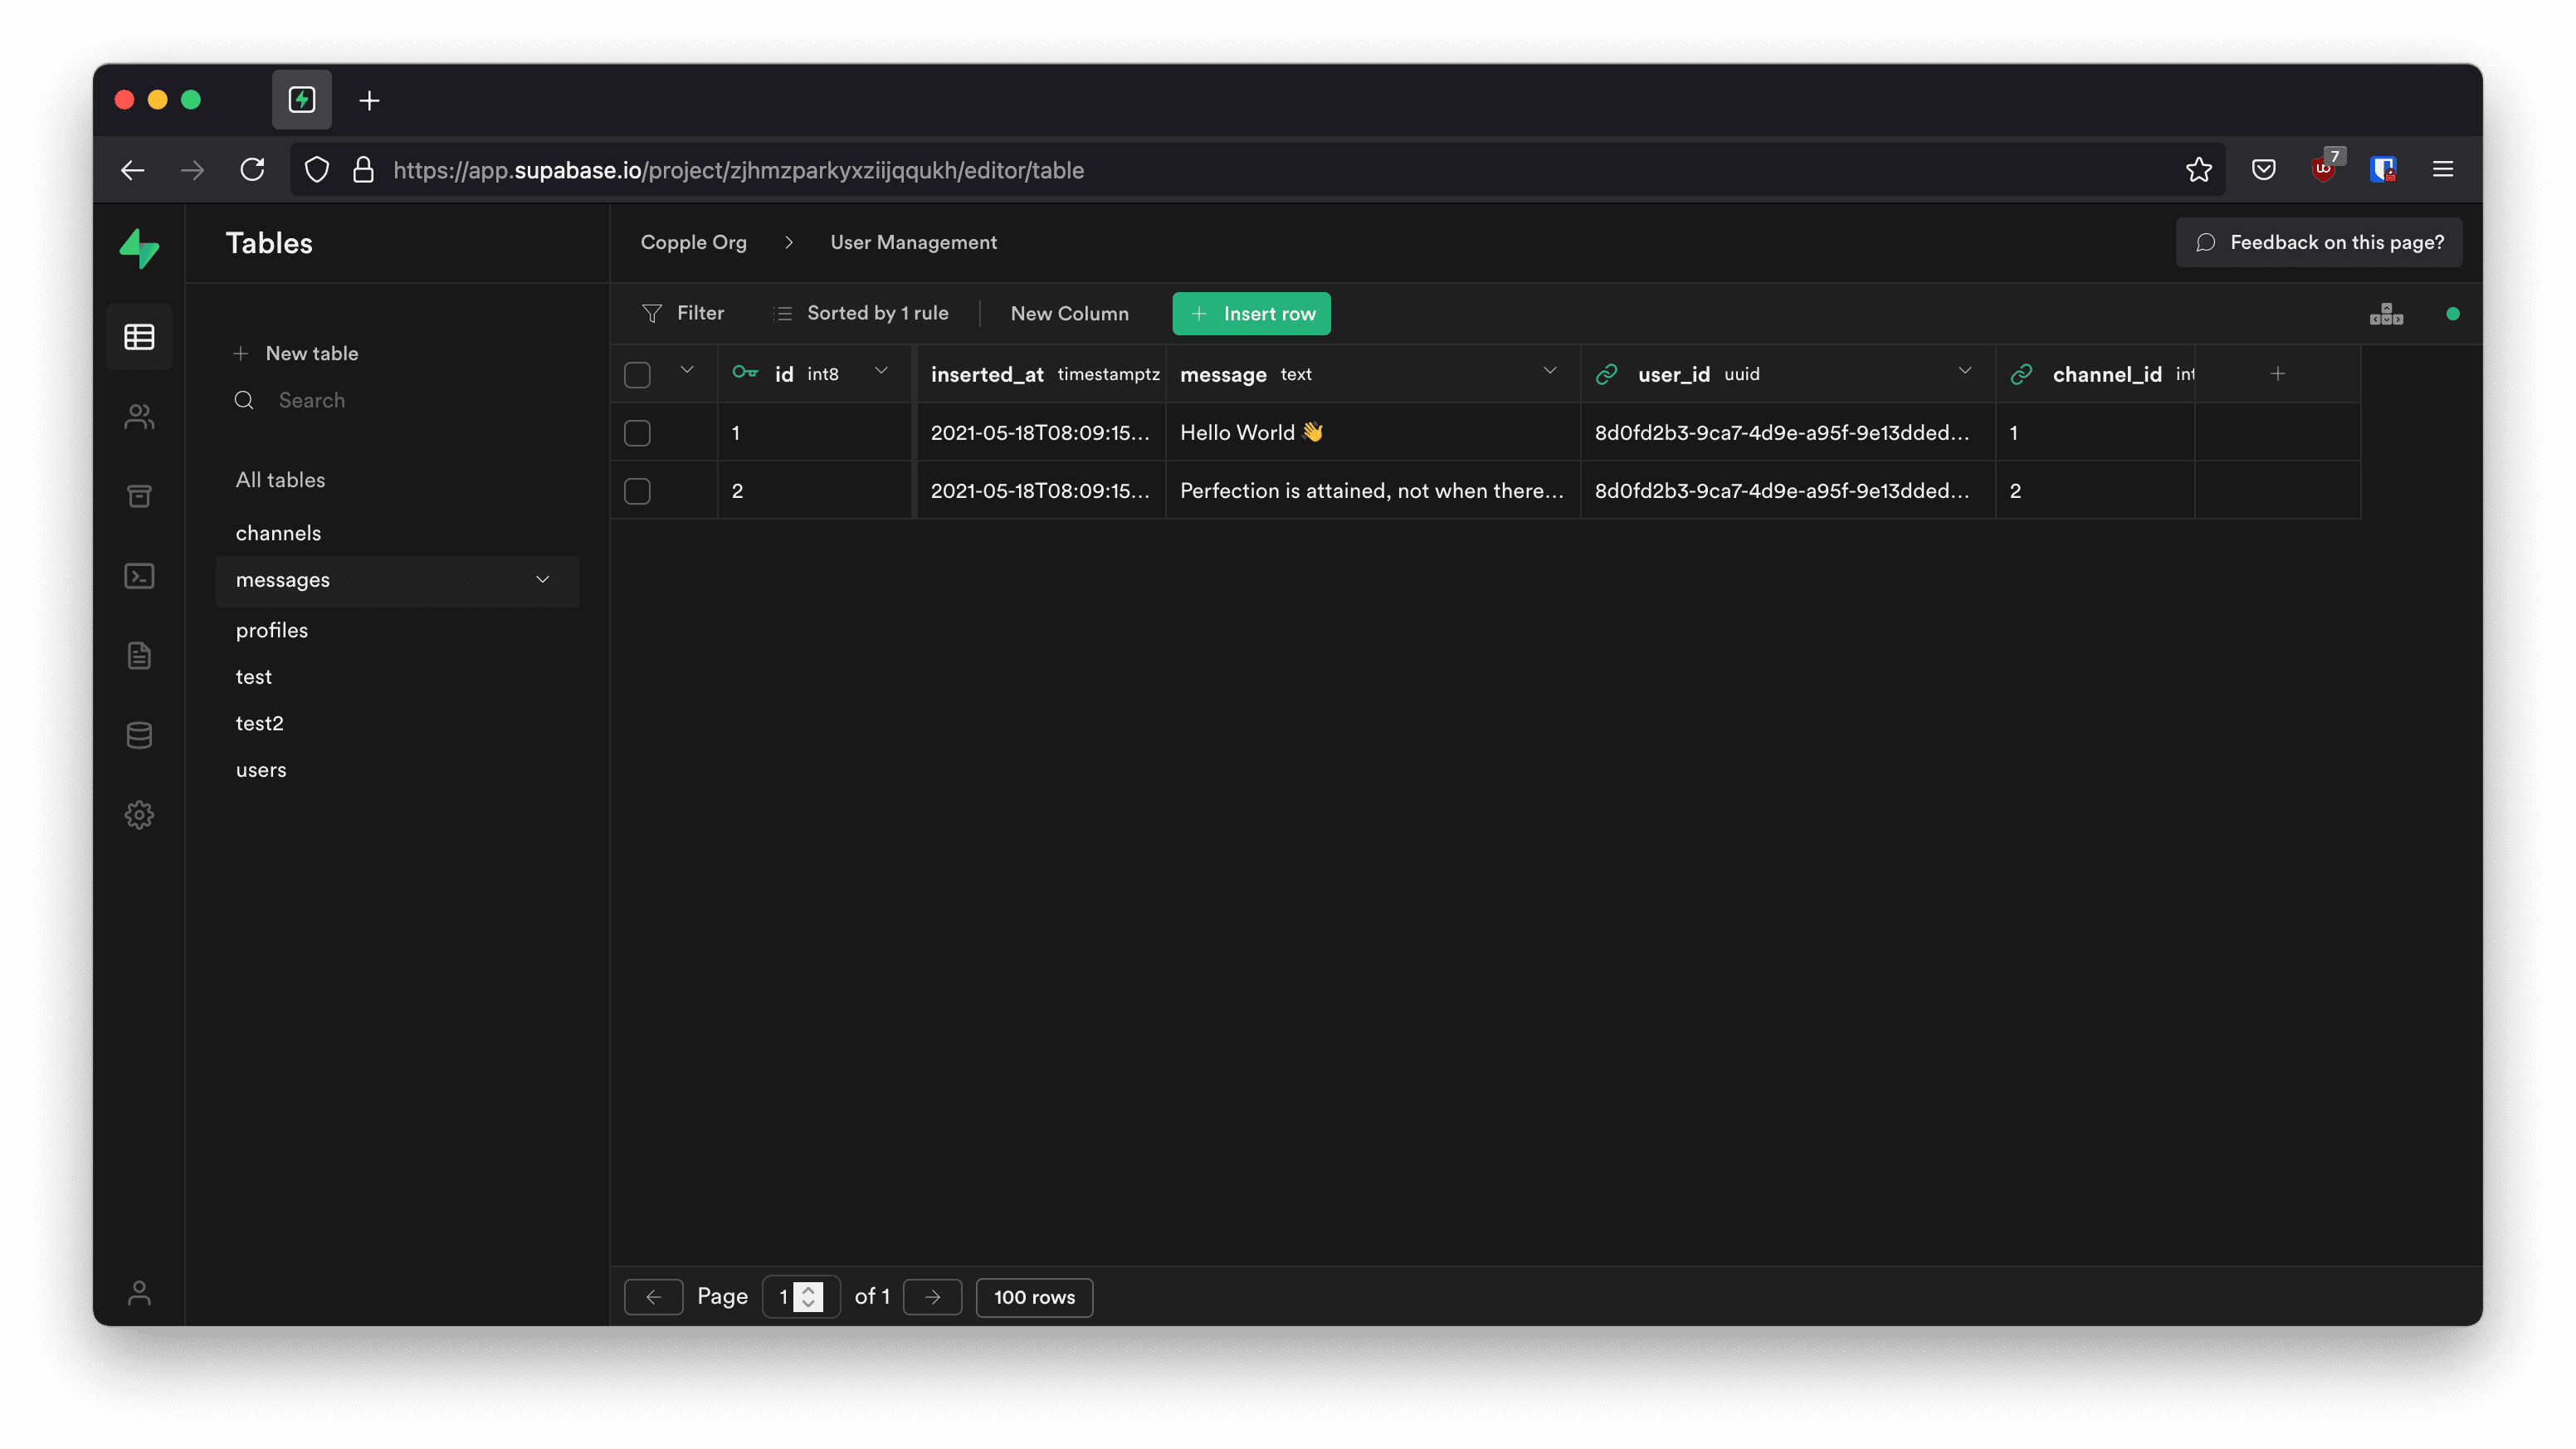 https://app.supabase.io/project/zjhmzparkyxziijqqukh/editor/table
7
Tables
Copple Org > User Management
Feedback on this page?
Filter Sorted by 1 rule New Column + Insert row
+ New table
Search
All tables
channels
messages
profiles
test
test2
users
id int8 inserted_at timestamptz message text user_id uuid channel_id int
1 2021-05-18T08:09:15... Hello World 👋 8d0fd2b3-9ca7-4d9e-a95f-9e13dded... 1
2 2021-05-18T08:09:15... Perfection is attained, not when there... 8d0fd2b3-9ca7-4d9e-a95f-9e13dded... 2
Page 1 of 1 100 rows